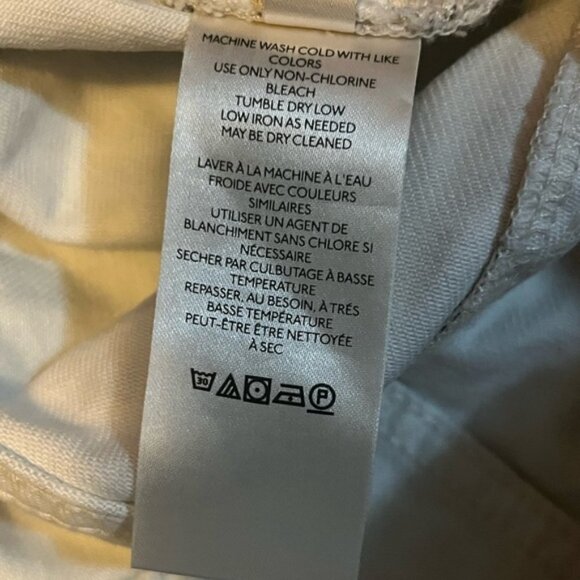 MACHINE WASH COLD WITH LIKE
COLORS
USE ONLY NON-CHLORINE
BLEACH
TUMBLE DRY LOW
LOW IRON AS NEEDED
MAY BE DRY CLEANED
LAVER À LA MACHINE À L'EAU
FROIDE AVEC COULEURS
SIMILAIRES
UTILISER UN AGENT DE
BLANCHIMENT SANS CHLORE SI
NÉCESSAIRE
SECHER PAR CULBUTAGE À BASSE
TEMPERATURE
REPASSER, AU BESOIN, À TRÉS
BASSE TEMPÉRATURE
PEUT-ÊTRE ÊTRE NETTOYÉE
À SEC
30 P